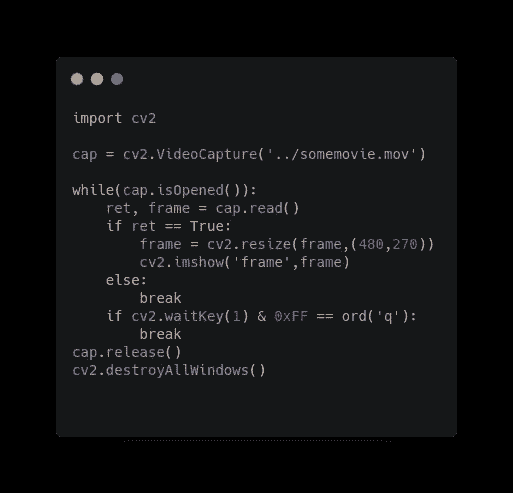 import cv2

cap = cv2.VideoCapture('../somemovie.mov')

while(cap.isOpened()):
    ret, frame = cap.read()
    if ret == True:
        frame = cv2.resize(frame,(480,270))
        cv2.imshow('frame',frame)
    else:
        break
    if cv2.waitKey(1) & 0xFF == ord('q'):
        break
cap.release()
cv2.destroyAllWindows()